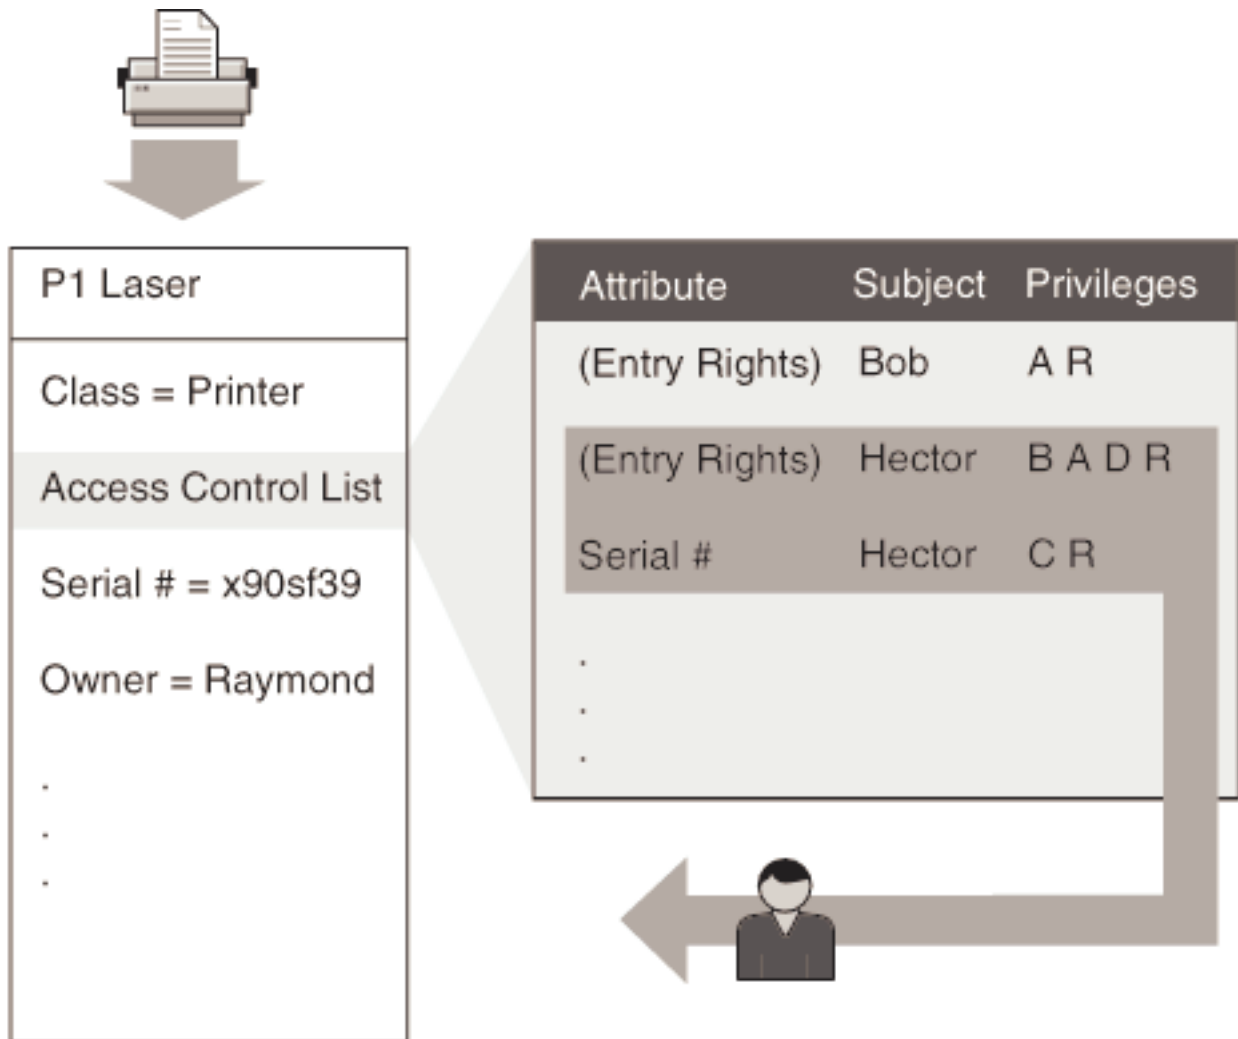 P1 Laser
Class = Printer
Access Control List
Serial # = x90sf39
Owner = Raymond
.
.
.
Attribute Subject Privileges
(Entry Rights) Bob A R
(Entry Rights) Hector B A D R
Serial # Hector C R
.
.
.